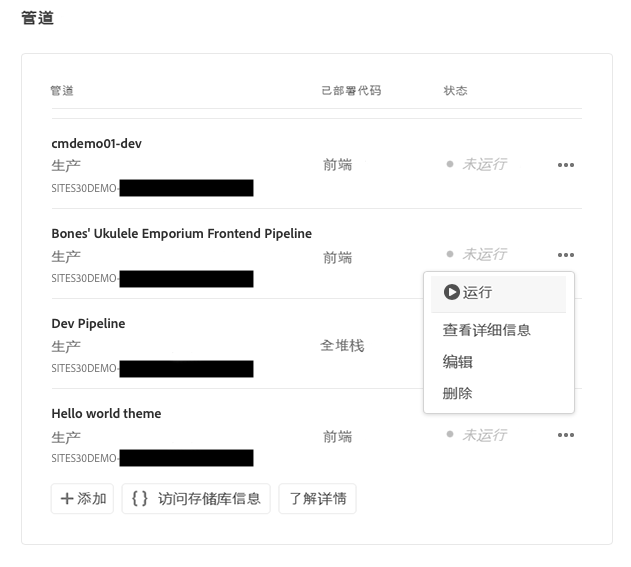 管道
管道 已部署代码 状态
cmdemo01-dev
生产 前端 未运行
SITES30DEMO-
Bones' Ukulele Emporium Frontend Pipeline
生产 前端 未运行
SITES30DEMO-
运行
Dev Pipeline
查看详细信息
生产 全堆栈
编辑
SITES30DEMO-
删除
Hello world theme
生产 前端 未运行
SITES30DEMO-
添加 { } 访问存储库信息 了解详情